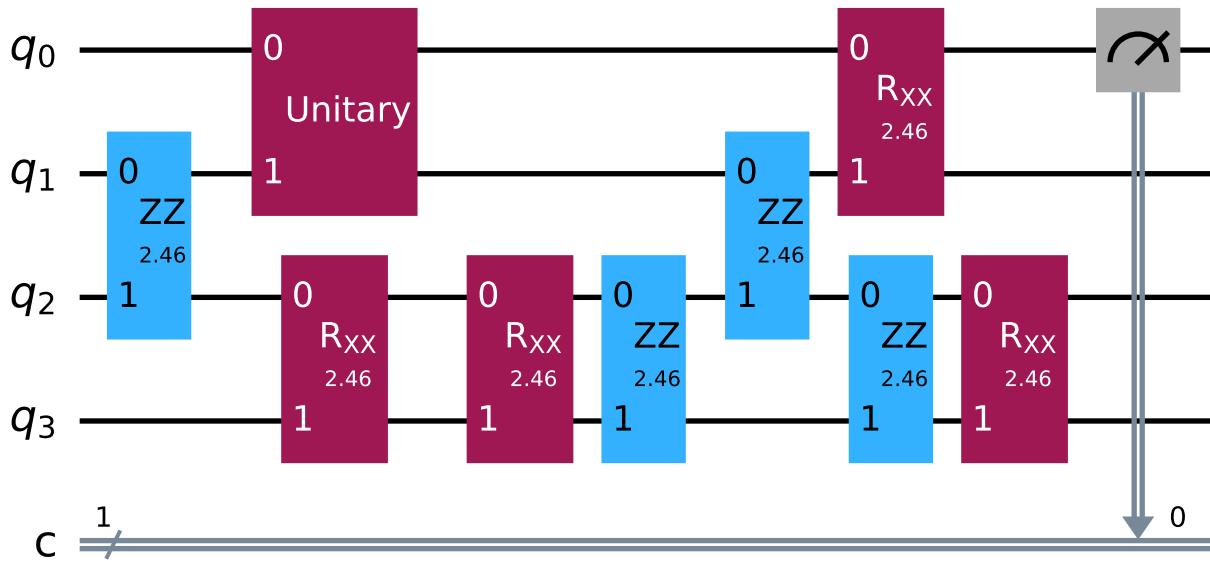 q0 0 0
Unitary RXX
2.46
q1 0 1 0 1
ZZ ZZ
2.46 2.46
q2 1 0 0 0 1 0 0
RXX RXX ZZ ZZ RXX
2.46 2.46 2.46 2.46 2.46
q3 1 1 1 1 1
1 0
c